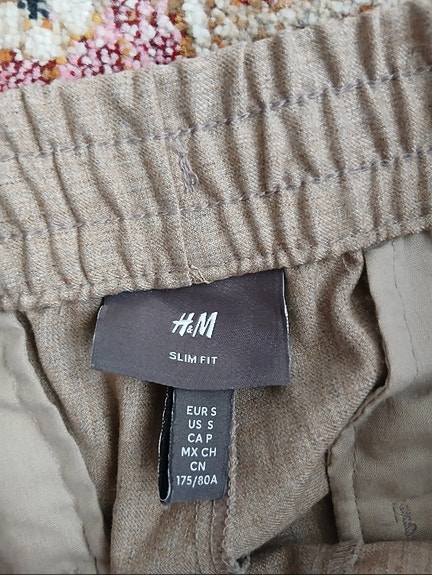 H&M
SLIM FIT
EUR S
US S
CA P
MX CH
CN
175/80A